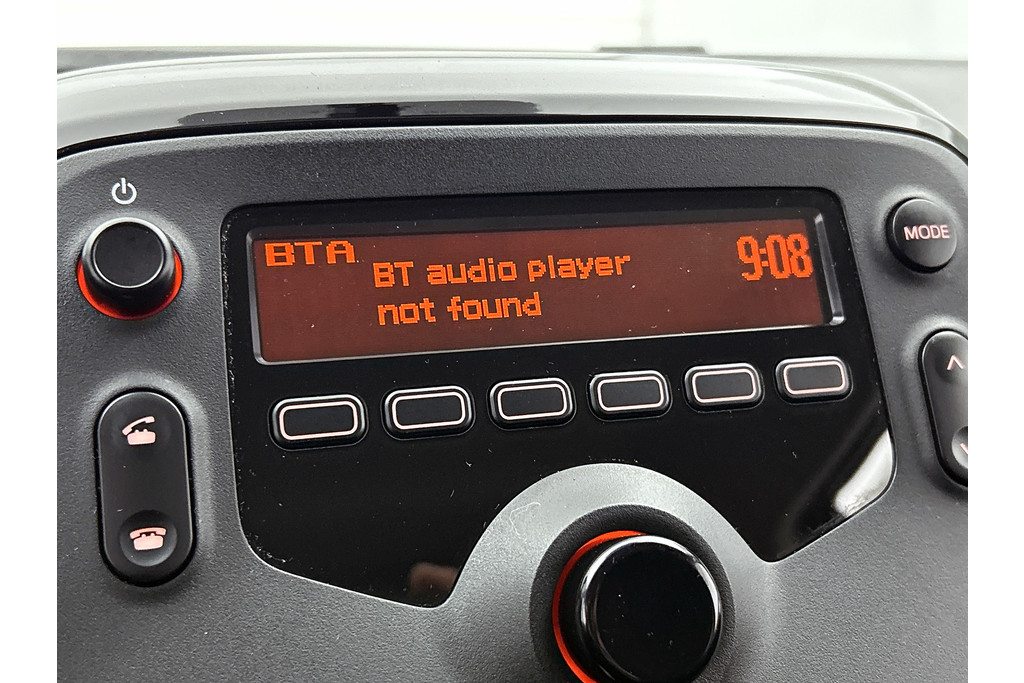 BTA
BT audio player
not found
9:08
MODE